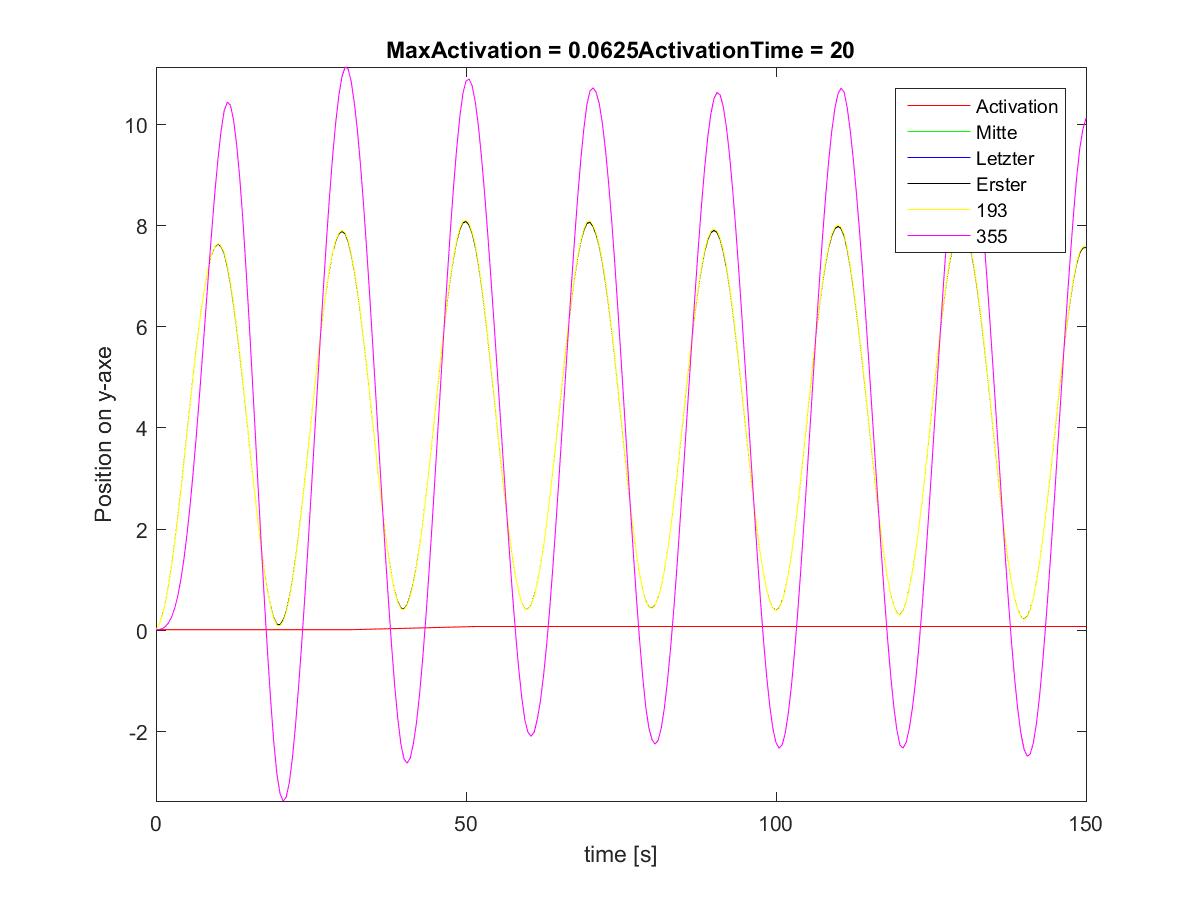 MaxActivation = 0.0625ActivationTime = 20
10
8
6
4
2
0
-2
Position on y-axe
0
50
100
150
time [s]
Activation
Mitte
Letzter
Erster
193
355